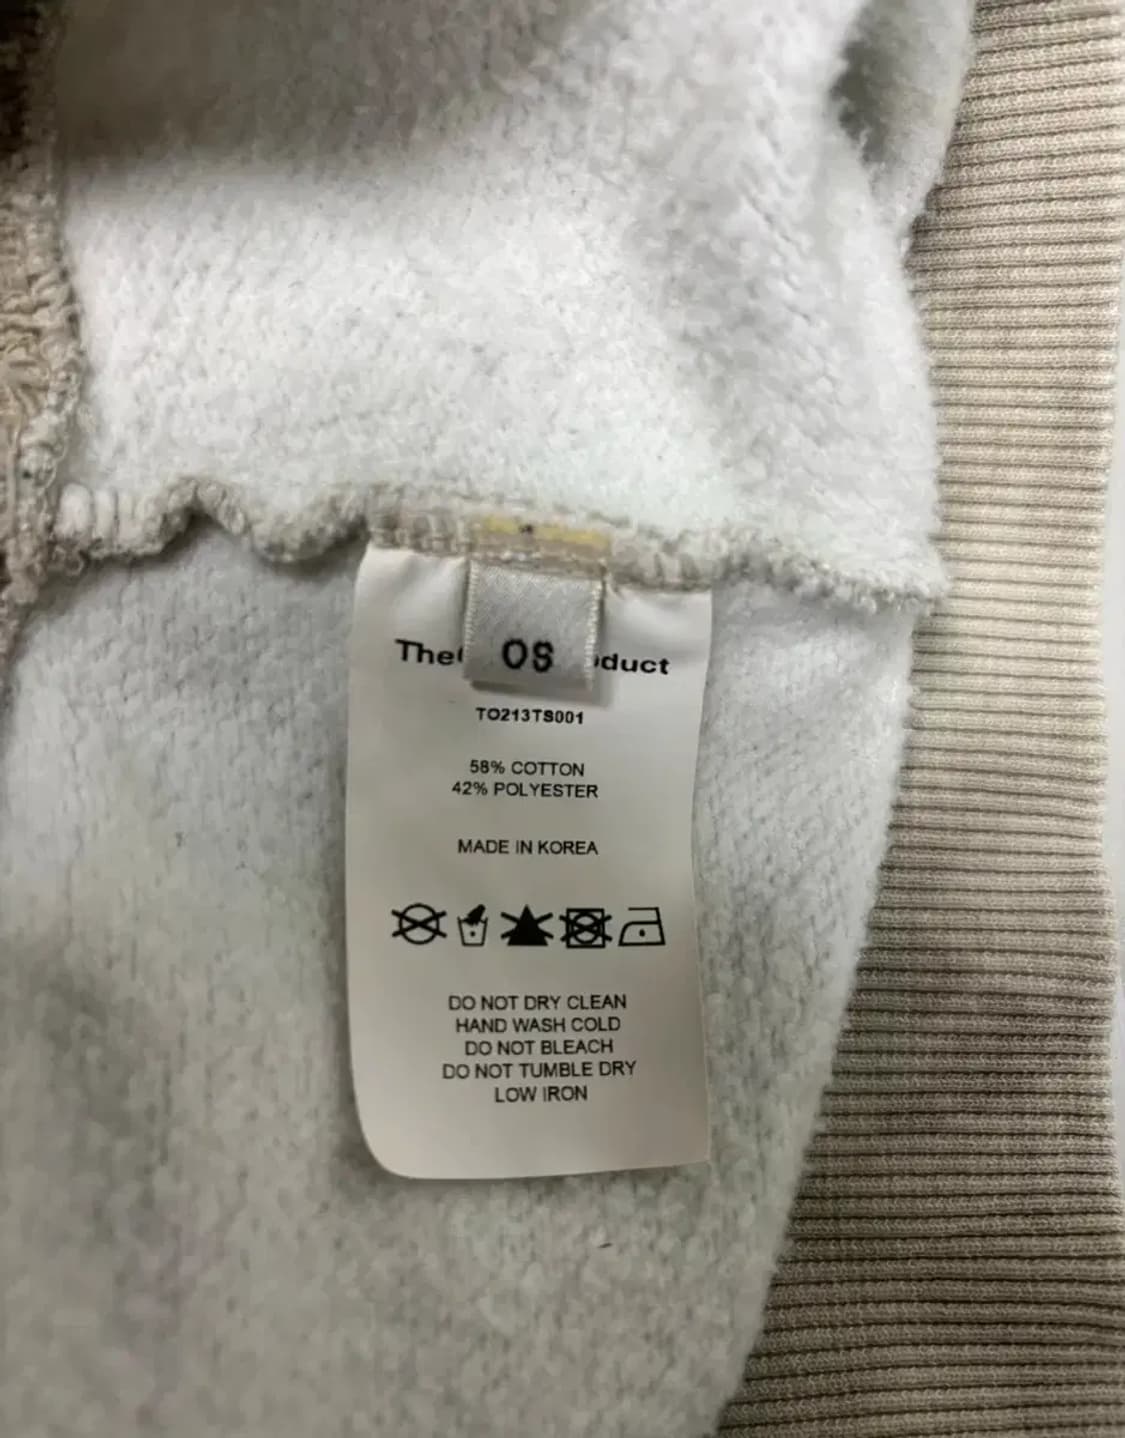 The OS duct
TO213TS001
58% COTTON
42% POLYESTER
MADE IN KOREA
DO NOT DRY CLEAN
HAND WASH COLD
DO NOT BLEACH
DO NOT TUMBLE DRY
LOW IRON